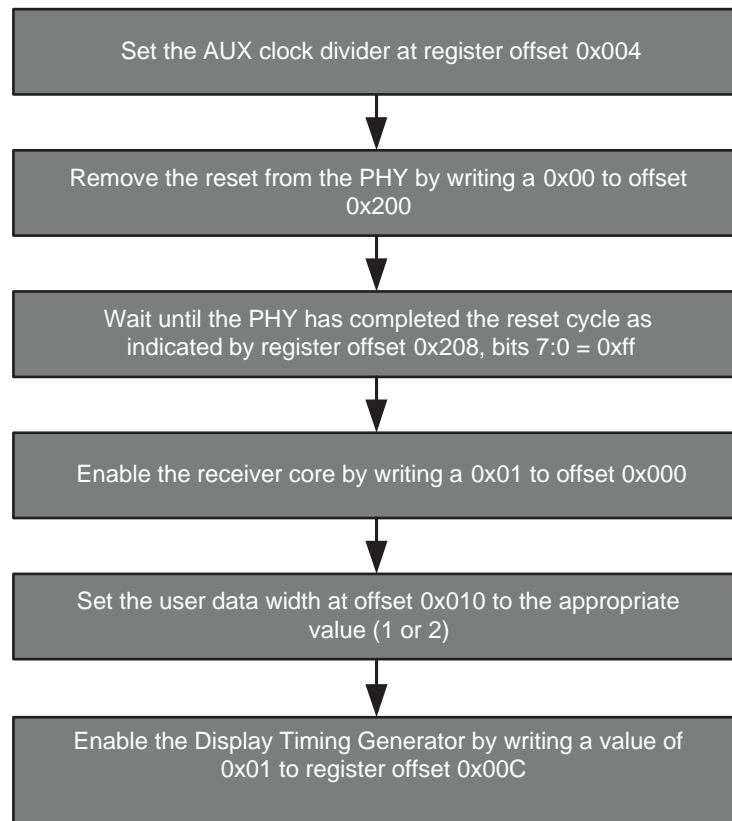 Set the AUX clock divider at register offset 0x004
Remove the reset from the PHY by writing a 0x00 to offset
0x200
Wait until the PHY has completed the reset cycle as
indicated by register offset 0x208, bits 7:0 = 0xff
Enable the receiver core by writing a 0x01 to offset 0x000
Set the user data width at offset 0x010 to the appropriate
value (1 or 2)
Enable the Display Timing Generator by writing a value of
0x01 to register offset 0x00C